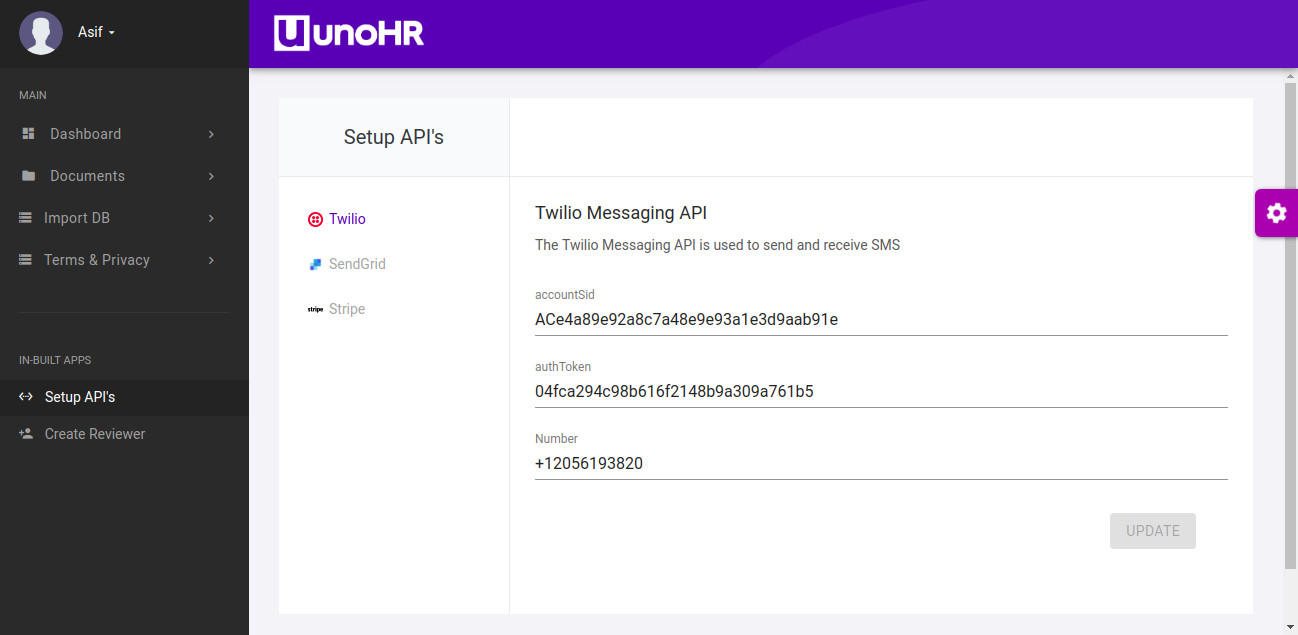 Asif
unoHR
MAIN
Dashboard
Documents
Import DB
Terms & Privacy
IN-BUILT APPS
Setup API's
Create Reviewer
Setup API's
Twilio
SendGrid
stripe Stripe
Twilio Messaging API
The Twilio Messaging API is used to send and receive SMS
accountSid
ACe4a89e92a8c7a48e9e93a1e3d9aab91e
authToken
04fca294c98b616f2148b9a309a761b5
Number
+12056193820
UPDATE